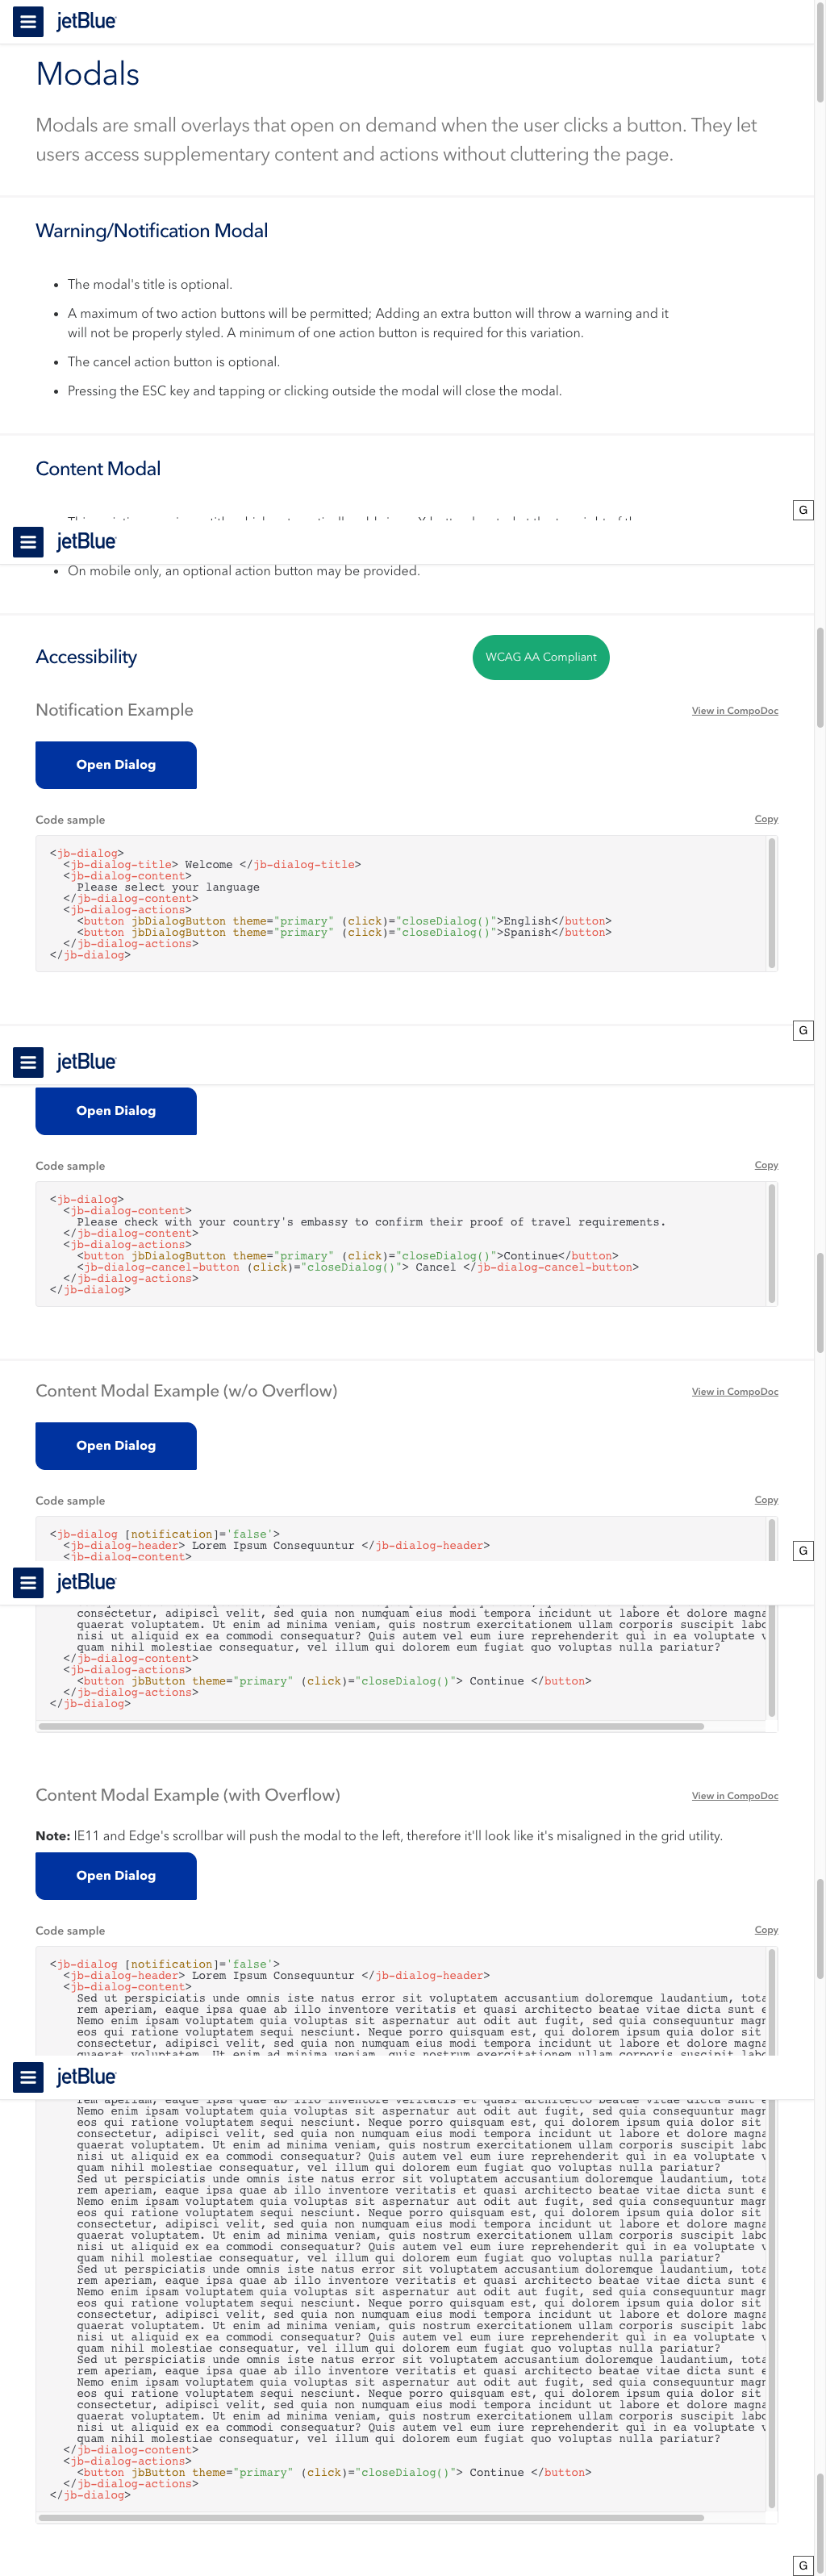 jetBlue
Modals
Modals are small overlays that open on demand when the user clicks a button. They let
users access supplementary content and actions without cluttering the page.
Warning/Notification Modal
• The modal's title is optional.
• A maximum of two action buttons will be permitted; Adding an extra button will throw a warning and it
will not be properly styled. A minimum of one action button is required for this variation.
• The cancel action button is optional.
• Pressing the ESC key and tapping or clicking outside the modal will close the modal.
Content Modal
G
jetBlue
• On mobile only, an optional action button may be provided.
Accessibility
WCAG AA Compliant
Notification Example
View in CompoDoc
Open Dialog
Code sample
Copy
<jb-dialog>
<jb-dialog-title> Welcome </jb-dialog-title>
<jb-dialog-content>
Please select your language
</jb-dialog-content>
<jb-dialog-actions>
<button jbDialogButton theme="primary" (click)="closeDialog()">English</button>
<button jbDialogButton theme="primary" (click)="closeDialog()">Spanish</button>
</jb-dialog-actions>
</jb-dialog>
G
jetBlue
Open Dialog
Code sample
Copy
<jb-dialog>
<jb-dialog-content>
Please check with your country's embassy to confirm their proof of travel requirements.
</jb-dialog-content>
<jb-dialog-actions>
<button jbDialogButton theme="primary" (click)="closeDialog()">Continue</button>
<jb-dialog-cancel-button (click)="closeDialog()"> Cancel </jb-dialog-cancel-button>
</jb-dialog-actions>
</jb-dialog>
Content Modal Example (w/o Overflow)
View in CompoDoc
Open Dialog
Code sample
Copy
<jb-dialog [notification]='false'>
<jb-dialog-header> Lorem Ipsum Consequuntur </jb-dialog-header>
<jb-dialog-content>
G
jetBlue
consectetur, adipisci velit, sed quia non numquam eius modi tempora incidunt ut labore et dolore magna
quaerat voluptatem. Ut enim ad minima veniam, quis nostrum exercitationem ullam corporis suscipit labo
nisi ut aliquid ex ea commodi consequatur? Quis autem vel eum iure reprehenderit qui in ea voluptate v
quam nihil molestiae consequatur, vel illum qui dolorem eum fugiat quo voluptas nulla pariatur?
</jb-dialog-content>
<jb-dialog-actions>
<button jbButton theme="primary" (click)="closeDialog()"> Continue </button>
</jb-dialog-actions>
</jb-dialog>
Content Modal Example (with Overflow)
View in CompoDoc
Note: IE11 and Edge's scrollbar will push the modal to the left, therefore it'll look like it's misaligned in the grid utility.
Open Dialog
Code sample
Copy
<jb-dialog [notification]='false'>
<jb-dialog-header> Lorem Ipsum Consequuntur </jb-dialog-header>
<jb-dialog-content>
Sed ut perspiciatis unde omnis iste natus error sit voluptatem accusantium doloremque laudantium, tota
rem aperiam, eaque ipsa quae ab illo inventore veritatis et quasi architecto beatae vitae dicta sunt e
Nemo enim ipsam voluptatem quia voluptas sit aspernatur aut odit aut fugit, sed quia consequuntur magn
eos qui ratione voluptatem sequi nesciunt. Neque porro quisquam est, qui dolorem ipsum quia dolor sit
consectetur, adipisci velit, sed quia non numquam eius modi tempora incidunt ut labore et dolore magna
quaerat voluptatem. Ut enim ad minima veniam, quis nostrum exercitationem ullam corporis suscipit labo
jetBlue
rem aperiam, eaque ipsa quae ab illo inventore veritatis et quasi architecto beatae vitae dicta sunt e
Nemo enim ipsam voluptatem quia voluptas sit aspernatur aut odit aut fugit, sed quia consequuntur magn
eos qui ratione voluptatem sequi nesciunt. Neque porro quisquam est, qui dolorem ipsum quia dolor sit
consectetur, adipisci velit, sed quia non numquam eius modi tempora incidunt ut labore et dolore magna
quaerat voluptatem. Ut enim ad minima veniam, quis nostrum exercitationem ullam corporis suscipit labo
nisi ut aliquid ex ea commodi consequatur? Quis autem vel eum iure reprehenderit qui in ea voluptate v
quam nihil molestiae consequatur, vel illum qui dolorem eum fugiat quo voluptas nulla pariatur?
Sed ut perspiciatis unde omnis iste natus error sit voluptatem accusantium doloremque laudantium, tota
rem aperiam, eaque ipsa quae ab illo inventore veritatis et quasi architecto beatae vitae dicta sunt e
Nemo enim ipsam voluptatem quia voluptas sit aspernatur aut odit aut fugit, sed quia consequuntur magn
eos qui ratione voluptatem sequi nesciunt. Neque porro quisquam est, qui dolorem ipsum quia dolor sit
consectetur, adipisci velit, sed quia non numquam eius modi tempora incidunt ut labore et dolore magna
quaerat voluptatem. Ut enim ad minima veniam, quis nostrum exercitationem ullam corporis suscipit labo
nisi ut aliquid ex ea commodi consequatur? Quis autem vel eum iure reprehenderit qui in ea voluptate v
quam nihil molestiae consequatur, vel illum qui dolorem eum fugiat quo voluptas nulla pariatur?
Sed ut perspiciatis unde omnis iste natus error sit voluptatem accusantium doloremque laudantium, tota
rem aperiam, eaque ipsa quae ab illo inventore veritatis et quasi architecto beatae vitae dicta sunt e
Nemo enim ipsam voluptatem quia voluptas sit aspernatur aut odit aut fugit, sed quia consequuntur magn
eos qui ratione voluptatem sequi nesciunt. Neque porro quisquam est, qui dolorem ipsum quia dolor sit
consectetur, adipisci velit, sed quia non numquam eius modi tempora incidunt ut labore et dolore magna
quaerat voluptatem. Ut enim ad minima veniam, quis nostrum exercitationem ullam corporis suscipit labo
nisi ut aliquid ex ea commodi consequatur? Quis autem vel eum iure reprehenderit qui in ea voluptate v
quam nihil molestiae consequatur, vel illum qui dolorem eum fugiat quo voluptas nulla pariatur?
Sed ut perspiciatis unde omnis iste natus error sit voluptatem accusantium doloremque laudantium, tota
rem aperiam, eaque ipsa quae ab illo inventore veritatis et quasi architecto beatae vitae dicta sunt e
Nemo enim ipsam voluptatem quia voluptas sit aspernatur aut odit aut fugit, sed quia consequuntur magn
eos qui ratione voluptatem sequi nesciunt. Neque porro quisquam est, qui dolorem ipsum quia dolor sit
consectetur, adipisci velit, sed quia non numquam eius modi tempora incidunt ut labore et dolore magna
quaerat voluptatem. Ut enim ad minima veniam, quis nostrum exercitationem ullam corporis suscipit labo
nisi ut aliquid ex ea commodi consequatur? Quis autem vel eum iure reprehenderit qui in ea voluptate v
quam nihil molestiae consequatur, vel illum qui dolorem eum fugiat quo voluptas nulla pariatur?
</jb-dialog-content>
<jb-dialog-actions>
<button jbButton theme="primary" (click)="closeDialog()"> Continue </button>
</jb-dialog-actions>
</jb-dialog>
G